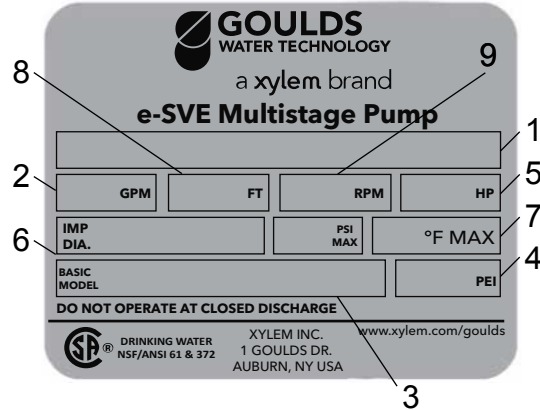 GOULDS
WATER TECHNOLOGY
a xylem brand
e-SVE Multistage Pump
8
9
1
2
GPM
FT
RPM
HP
5
6
IMP
DIA.
PSI
MAX
°F MAX
7
BASIC
MODEL
PEI
4
DO NOT OPERATE AT CLOSED DISCHARGE
SA ®
DRINKING WATER
NSF/ANSI 61 & 372
XYLEM INC.
1 GOULDS DR.
AUBURN, NY USA
www.xylem.com/goulds
3